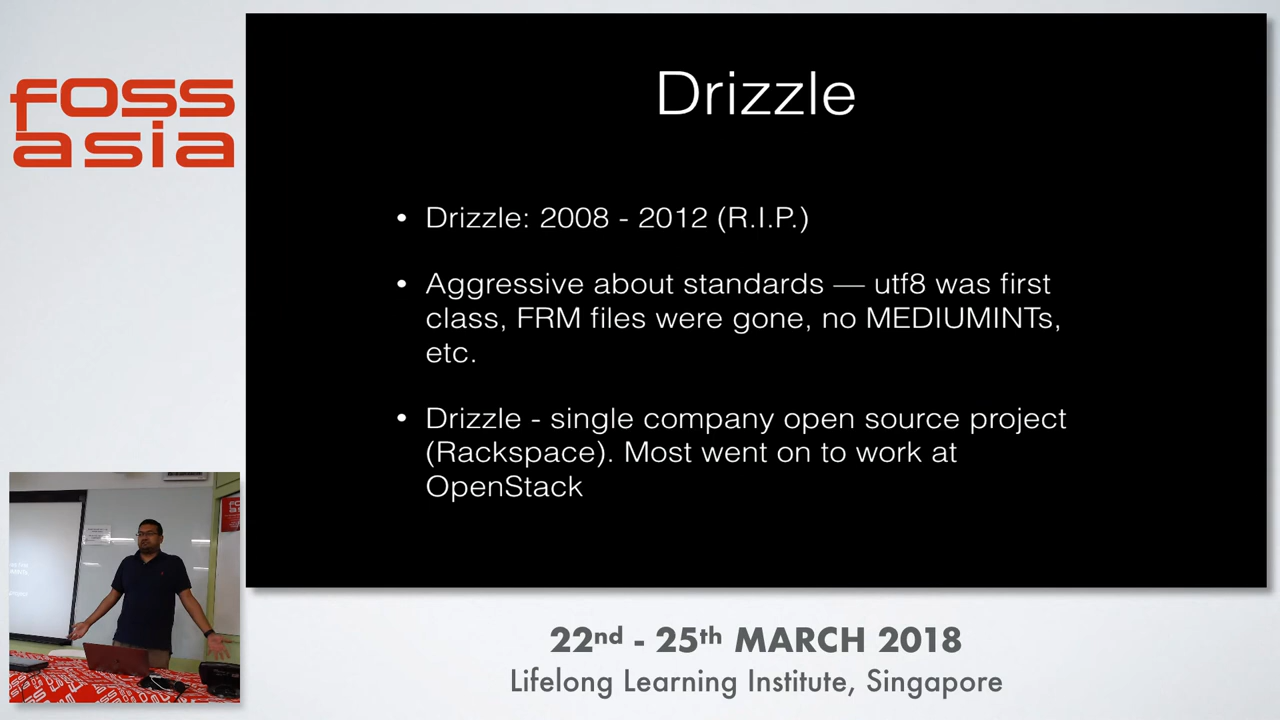 foss
asia
Drizzle
• Drizzle: 2008 - 2012 (R.I.P.)
• Aggressive about standards — utf8 was first
class, FRM files were gone, no MEDIUMINTs,
etc.
• Drizzle - single company open source project
(Rackspace). Most went on to work at
OpenStack
22nd - 25th MARCH 2018
Lifelong Learning Institute, Singapore